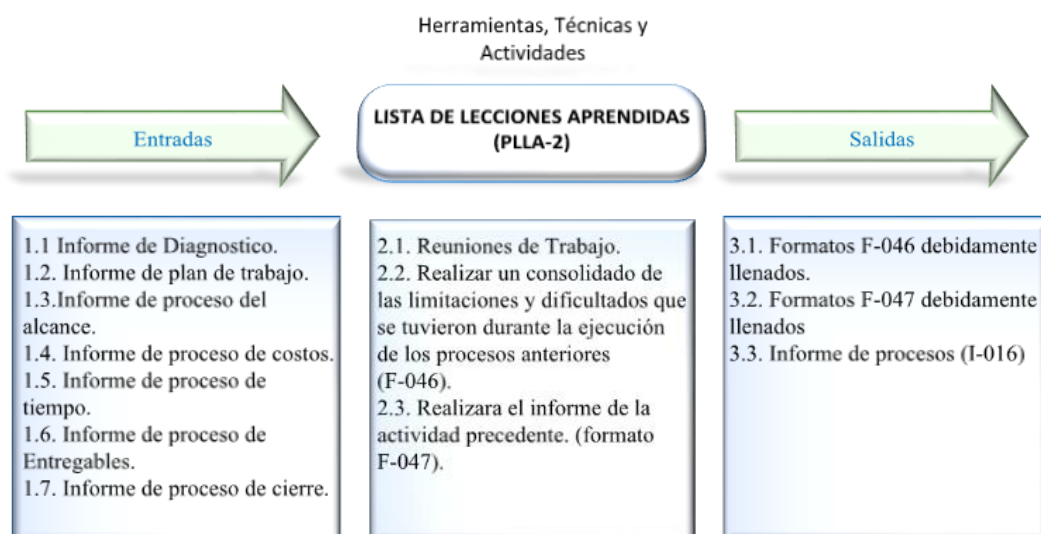 Herramientas, Técnicas y
Actividades
Entradas
LISTA DE LECCIONES APRENDIDAS
(PLLA-2)
Salidas
1.1 Informe de Diagnostico.
1.2. Informe de plan de trabajo.
1.3.Informe de proceso del
alcance.
1.4. Informe de proceso de costos.
1.5. Informe de proceso de
tiempo.
1.6. Informe de proceso de
Entregables.
1.7. Informe de proceso de cierre.
2.1. Reuniones de Trabajo.
2.2. Realizar un consolidado de
las limitaciones y dificultados que
se tuvieron durante la ejecución
de los procesos anteriores
(F-046).
2.3. Realizara el informe de la
actividad precedente. (formato
F-047).
3.1. Formatos F-046 debidamente
llenados.
3.2. Formatos F-047 debidamente
llenados
3.3. Informe de procesos (I-016)